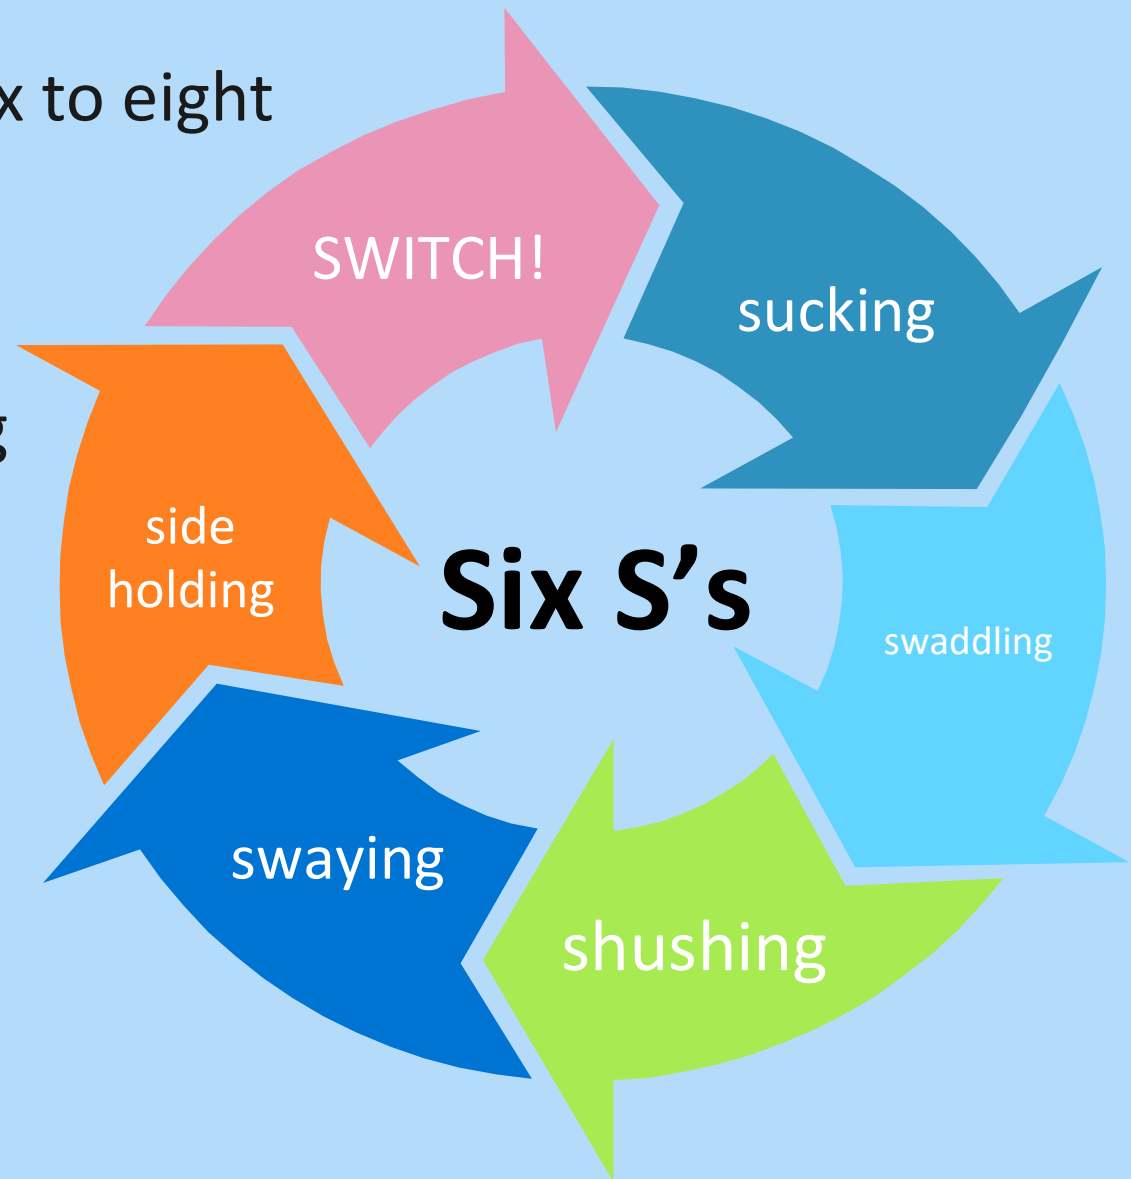 x to eight
g
SWITCH!
sucking
swaddling
shushing
swaying
side
holding
Six S’s